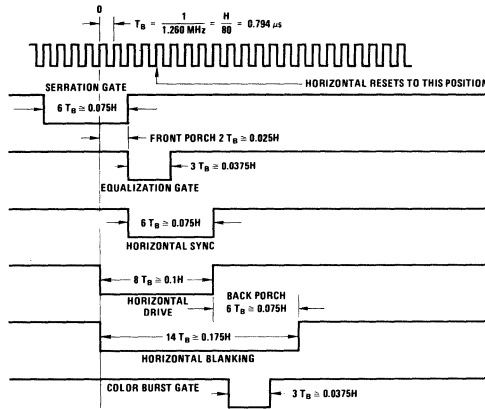 0
T_B = 1 / 1.260 MHz = H / 80 = 0.794 μs
HORIZONTAL RESETS TO THIS POSITION
SERRATION GATE
6 T_B ≅ 0.075H
FRONT PORCH 2 T_B ≅ 0.025H
3 T_B ≅ 0.0375H
EQUALIZATION GATE
6 T_B ≅ 0.075H
HORIZONTAL SYNC
8 T_B ≅ 0.1H
HORIZONTAL DRIVE
BACK PORCH
6 T_B ≅ 0.075H
14 T_B ≅ 0.175H
HORIZONTAL BLANKING
COLOR BURST GATE
3 T_B ≅ 0.0375H